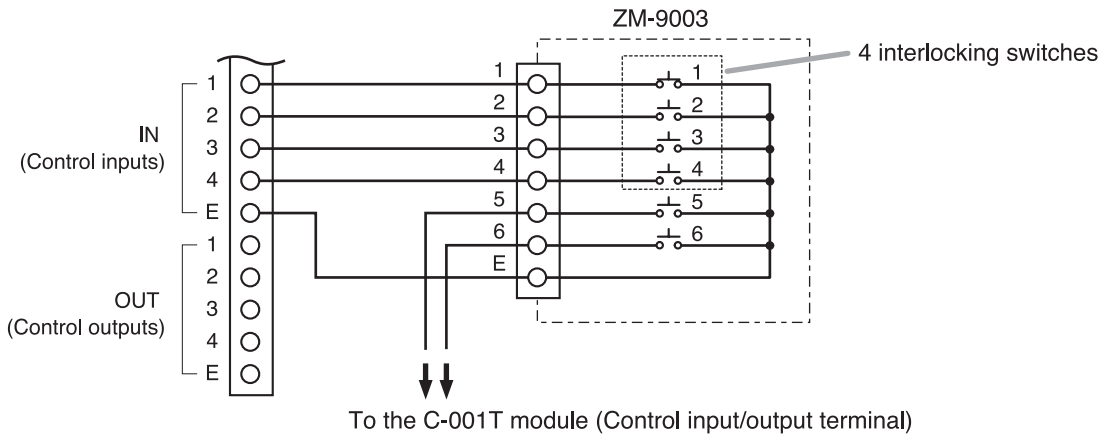 ZM-9003
4 interlocking switches
IN
(Control inputs)
1
2
3
4
E
OUT
(Control outputs)
1
2
3
4
E
1
2
3
4
5
6
E
1
2
3
4
5
6
To the C-001T module (Control input/output terminal)